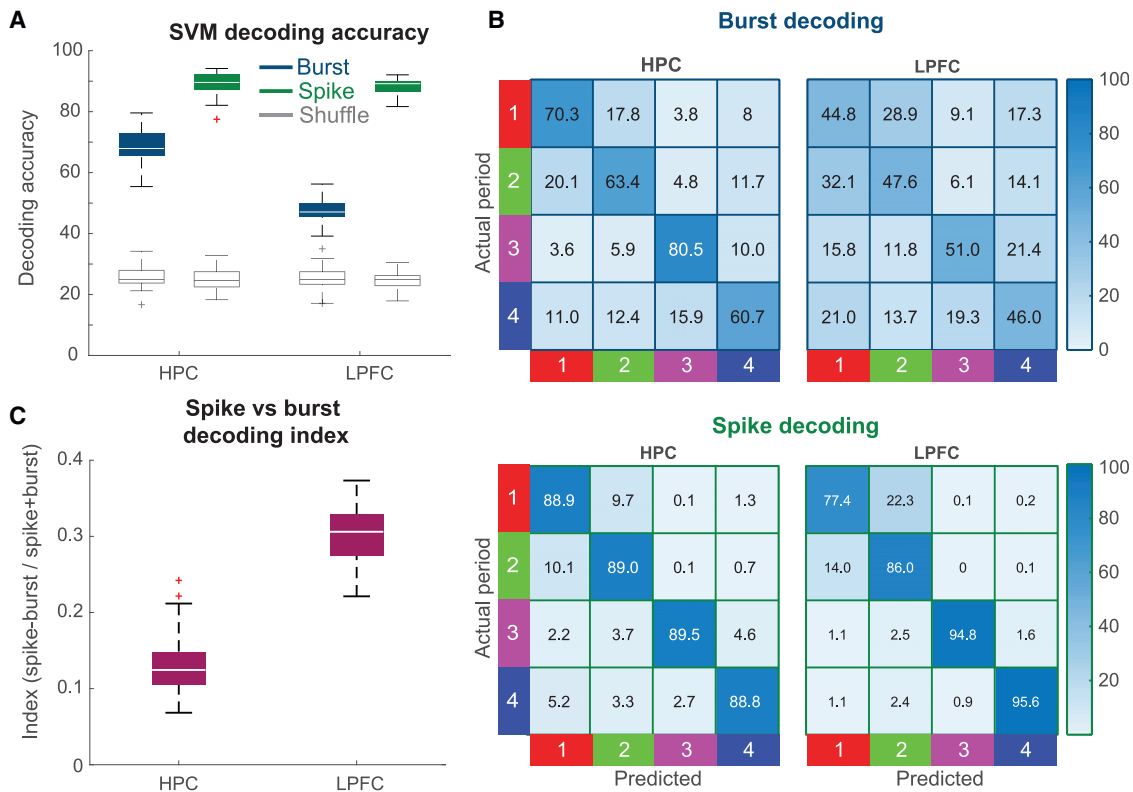 A
SVM decoding accuracy
Burst
Spike
Shuffle
Decoding accuracy
100
80
60
40
20
0
HPC
LPFC
B
Burst decoding
HPC
LPFC
Actual period
1
70.3 17.8 3.8 8
44.8 28.9 9.1 17.3
2
20.1 63.4 4.8 11.7
32.1 47.6 6.1 14.1
3
3.6 5.9 80.5 10.0
15.8 11.8 51.0 21.4
4
11.0 12.4 15.9 60.7
21.0 13.7 19.3 46.0
1 2 3 4
1 2 3 4
100
80
60
40
20
0
C
Spike vs burst
decoding index
Index (spike-burst / spike+burst)
0.4
0.3
0.2
0.1
0
HPC
LPFC
Spike decoding
HPC
LPFC
Actual period
1
88.9 9.7 0.1 1.3
77.4 22.3 0.1 0.2
2
10.1 89.0 0.1 0.7
14.0 86.0 0 0.1
3
2.2 3.7 89.5 4.6
1.1 2.5 94.8 1.6
4
5.2 3.3 2.7 88.8
1.1 2.4 0.9 95.6
1 2 3 4
1 2 3 4
Predicted
Predicted
100
80
60
40
20